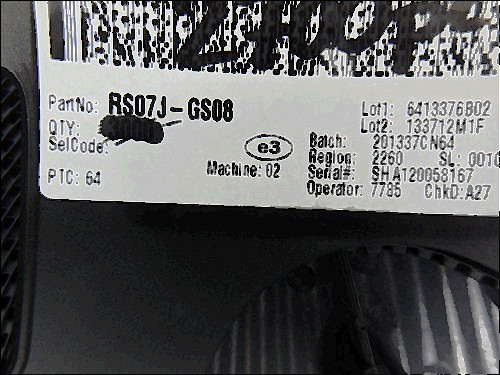 PartNo: RS07J-GS08
QTY:
SelCode:
PTC: 64
e3
Machine: 02
Lot1: 6413376B02
Lot2: 133712M1F
Batch: 201337CN64
Region: 2260 SL: 0010
Serial#: SHA120058167
Operator: 7785 ChkD: A27